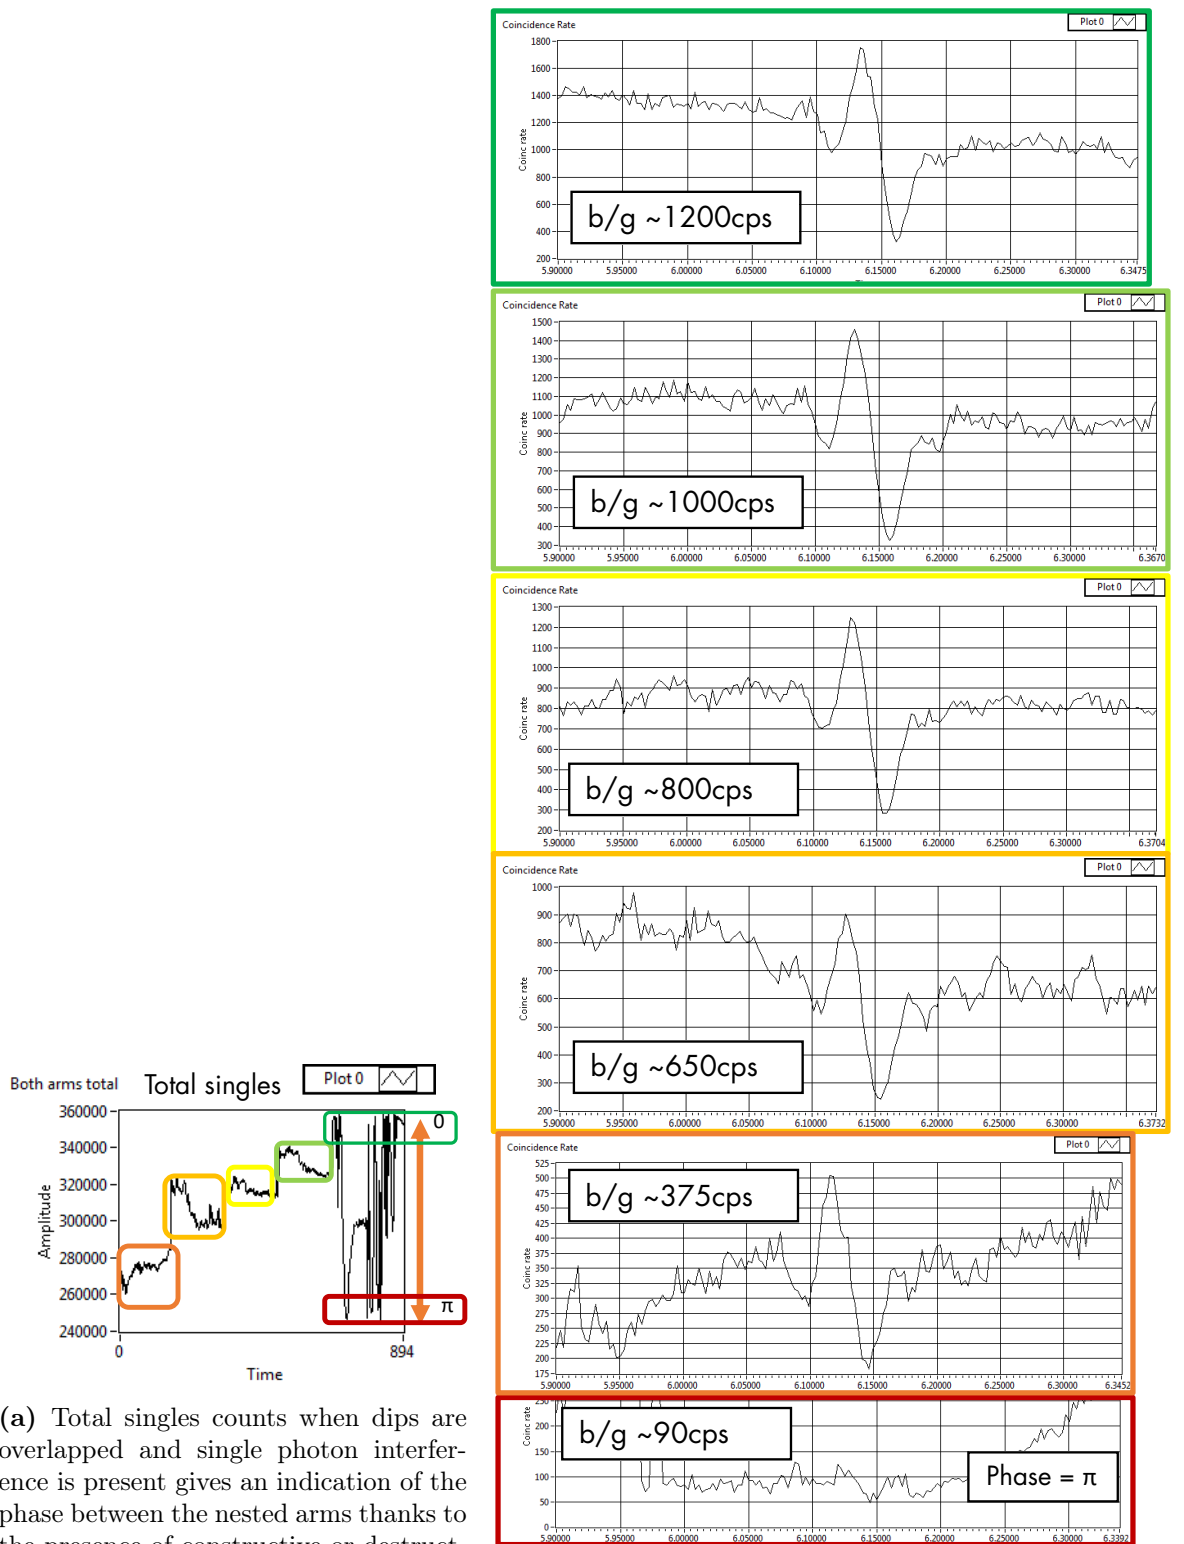 Coincidence Rate
Plot 0
1800
1600
1400
1200
1000
800
600
400
200
Coinc rate
b/g ~1200cps
5.90000 5.95000 6.00000 6.05000 6.10000 6.15000 6.20000 6.25000 6.30000 6.3475
Coincidence Rate
Plot 0
1500
1400
1300
1200
1100
1000
900
800
700
600
500
400
300
Coinc rate
b/g ~1000cps
5.90000 5.95000 6.00000 6.05000 6.10000 6.15000 6.20000 6.25000 6.30000 6.3670
Coincidence Rate
Plot 0
1300
1200
1100
1000
900
800
700
600
500
400
300
200
Coinc rate
b/g ~800cps
5.90000 5.95000 6.00000 6.05000 6.10000 6.15000 6.20000 6.25000 6.30000 6.3704
Coincidence Rate
Plot 0
1000
900
800
700
600
500
400
300
200
Coinc rate
b/g ~650cps
5.90000 5.95000 6.00000 6.05000 6.10000 6.15000 6.20000 6.25000 6.30000 6.3732
Coincidence Rate
Plot 0
525
500
475
450
425
400
375
350
325
300
275
250
225
200
175
Coinc rate
b/g ~375cps
5.90000 5.95000 6.00000 6.05000 6.10000 6.15000 6.20000 6.25000 6.30000 6.3452
250
150
100
50
0
Coinc rate
b/g ~90cps
Phase = π
5.90000 5.95000 6.00000 6.05000 6.10000 6.15000 6.20000 6.25000 6.30000 6.3392
Both arms total
Total singles
Plot 0
360000
340000
320000
300000
280000
260000
240000
Amplitude
0
π
0 894
Time
(a) Total singles counts when dips are
overlapped and single photon interfer-
ence is present gives an indication of the
phase between the nested arms thanks to
the presence of constructive or destruct-